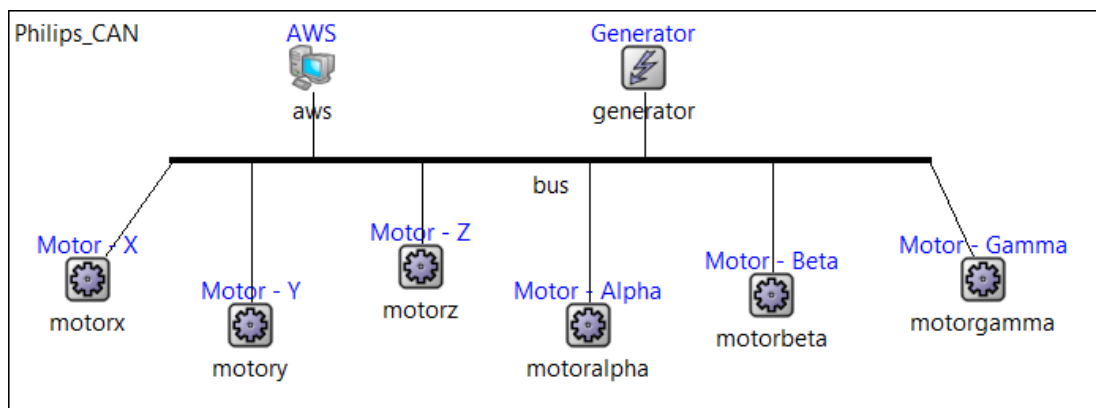 Philips_CAN
AWS
aws
Generator
generator
bus
Motor - X
motorx
Motor - Y
motory
Motor - Z
motorz
Motor - Alpha
motoralpha
Motor - Beta
motorbeta
Motor - Gamma
motorgamma